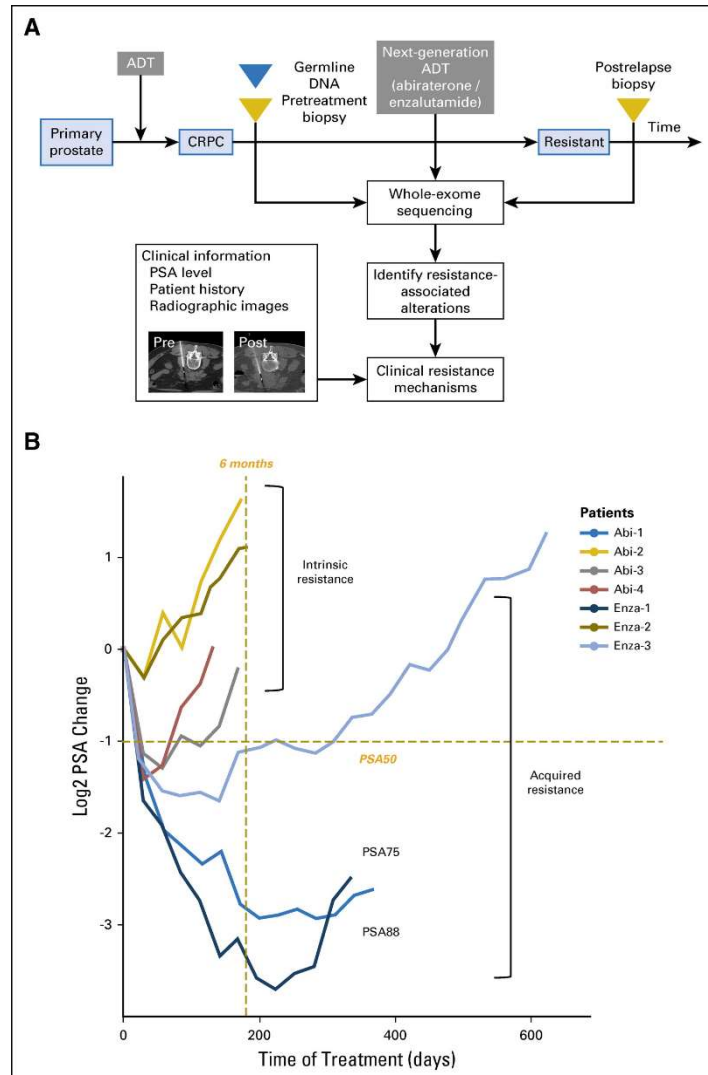 A
ADT
Germline
DNA
Pretreatment
biopsy
Next-generation
ADT
(abiraterone /
enzalutamide)
Postrelapse
biopsy
Primary
prostate
CRPC
Resistant
Time
Whole-exome
sequencing
Clinical information
PSA level
Patient history
Radiographic images
Pre
Post
Identify resistance-
associated
alterations
Clinical resistance
mechanisms
B
6 months
Intrinsic
resistance
Patients
Abi-1
Abi-2
Abi-3
Abi-4
Enza-1
Enza-2
Enza-3
Log2 PSA Change
1
0
-1
-2
-3
PSA50
Acquired
resistance
PSA75
PSA88
0
200
400
600
Time of Treatment (days)